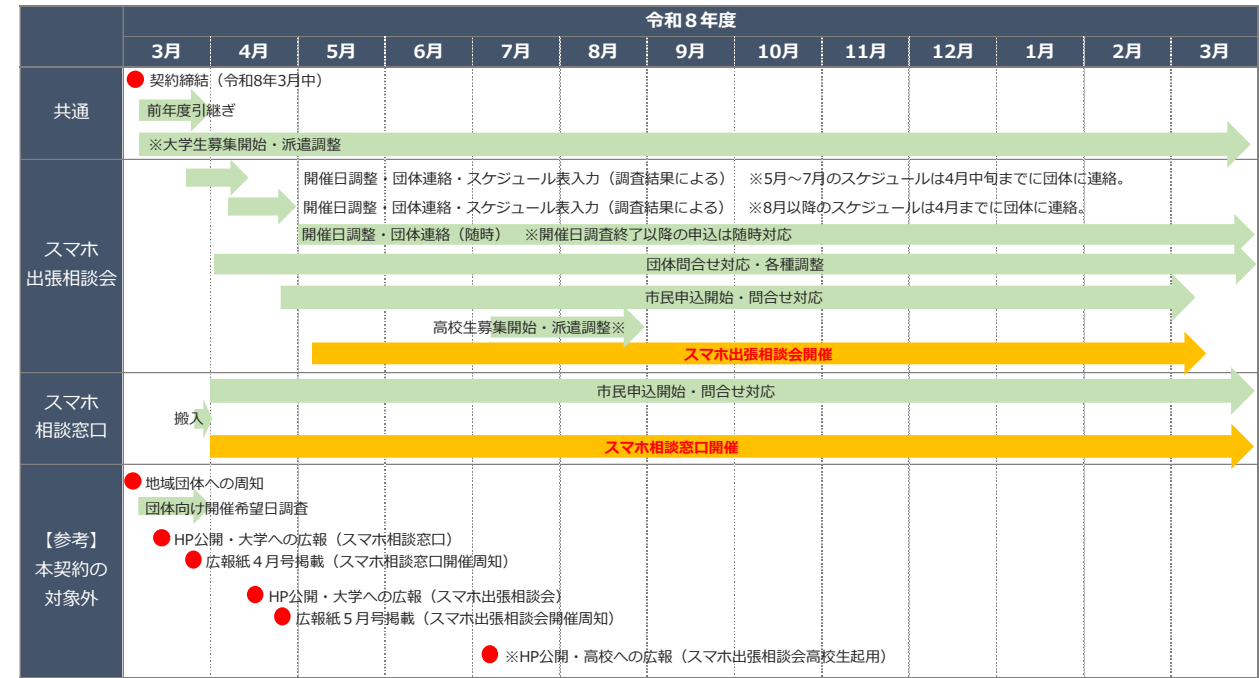 令和８年度
3月 4月 5月 6月 7月 8月 9月 10月 11月 12月 1月 2月 3月
共通
契約締結（令和8年3月中）
前年度引継ぎ
※大学生募集開始・派遣調整
スマホ
出張相談会
開催日調整・団体連絡・スケジュール表入力（調査結果による）　※5月～7月のスケジュールは4月中旬までに団体に連絡。
開催日調整・団体連絡・スケジュール表入力（調査結果による）　※8月以降のスケジュールは4月までに団体に連絡。
開催日調整・団体連絡（随時）　※開催日調査終了以降の申込は随時対応
団体問合せ対応・各種調整
市民申込開始・問合せ対応
高校生募集開始・派遣調整※
スマホ出張相談会開催
スマホ
相談窓口
市民申込開始・問合せ対応
搬入
スマホ相談窓口開催
【参考】
本契約の
対象外
地域団体への周知
団体向け開催希望日調査
HP公開・大学への広報（スマホ相談窓口）
広報紙４月号掲載（スマホ相談窓口開催周知）
HP公開・大学への広報（スマホ出張相談会）
広報紙５月号掲載（スマホ出張相談会開催周知）
※HP公開・高校への広報（スマホ出張相談会高校生起用）